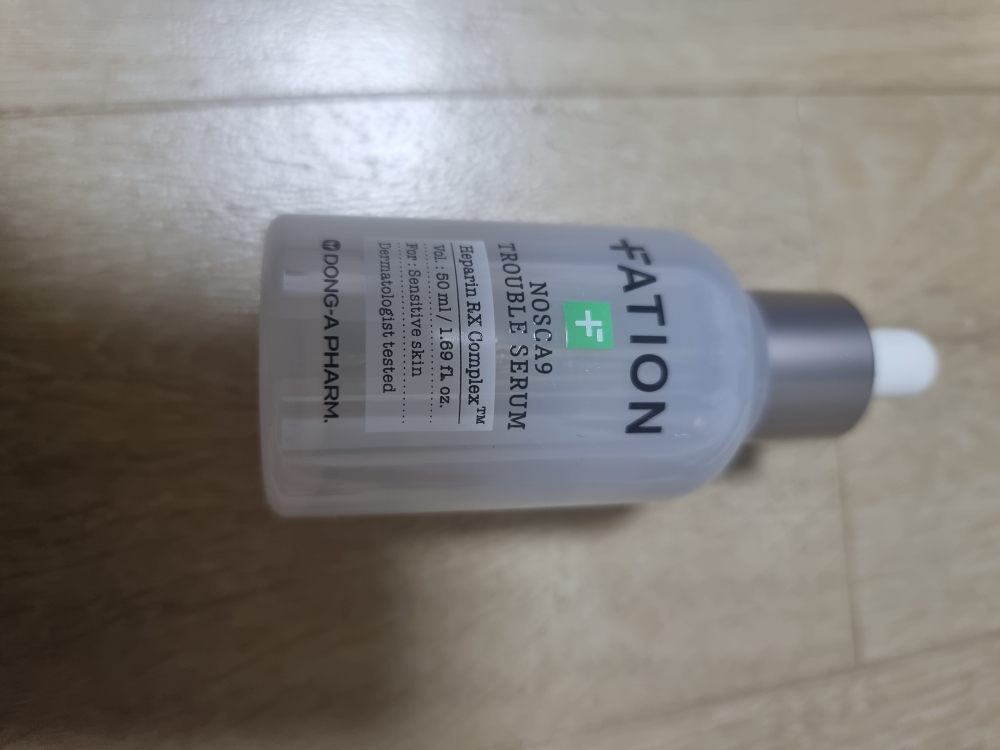 FATION
NOSCA9
TROUBLE SERUM
Heparin RX Complex™
Vol. : 50 ml / 1.69 fl. oz.
For : Sensitive skin
Dermatologist tested
DONG-A PHARM.